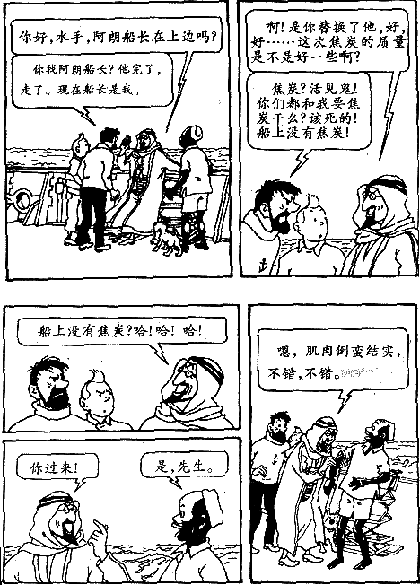 你好,水手,阿朗船长在上边吗?
你找阿朗船长?他完了,
走了。现在船长是我。
啊!是你替换了他,好,
好……这次焦炭的质量
是不是好一些啊?
焦炭?活见鬼!
你们都和我要焦
炭干么?该死的!
船上没有焦炭!
船上没有焦炭?哈!哈!哈!
你过来!
是,先生。
嗯,肌肉倒蛮结实,
不错,不错。